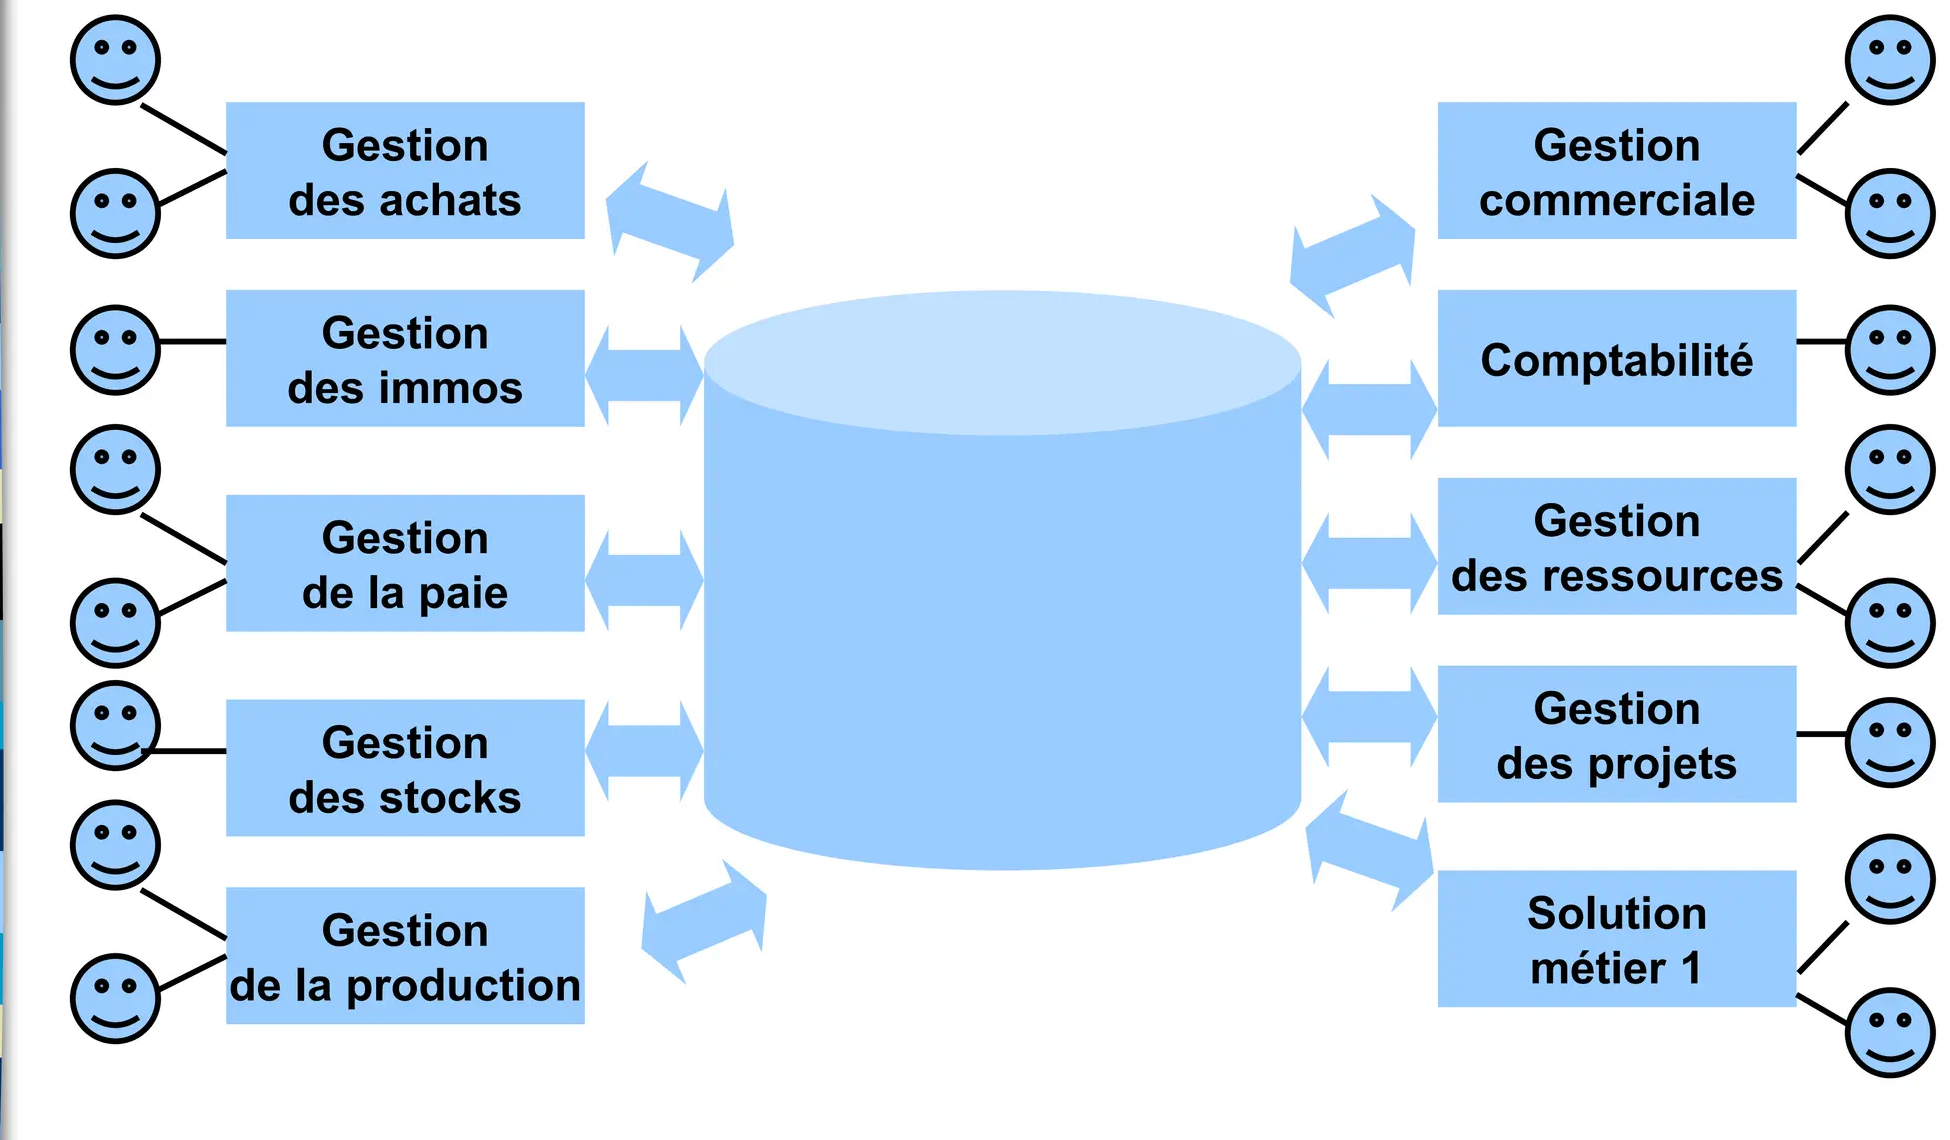 Gestion
des achats
Gestion
des immos
Gestion
de la paie
Gestion
des stocks
Gestion
de la production
Gestion
commerciale
Comptabilité
Gestion
des ressources
Gestion
des projets
Solution
métier 1